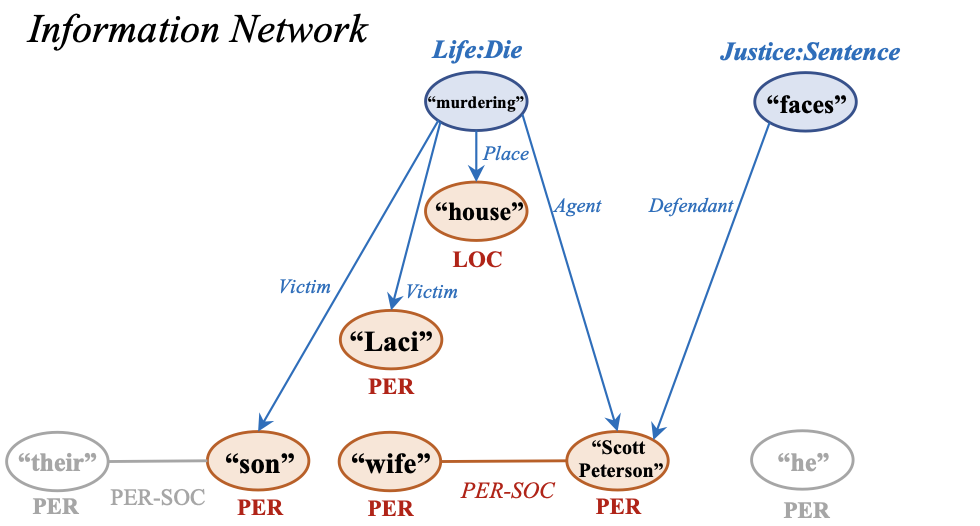 Information Network
Life:Die
Justice:Sentence
“murdering”
“faces”
Place
“house”
Agent
Defendant
LOC
Victim
Victim
“Laci”
PER
“their”
“son”
“wife”
“Scott
Peterson”
“he”
PER-SOC
PER-SOC
PER
PER
PER
PER
PER